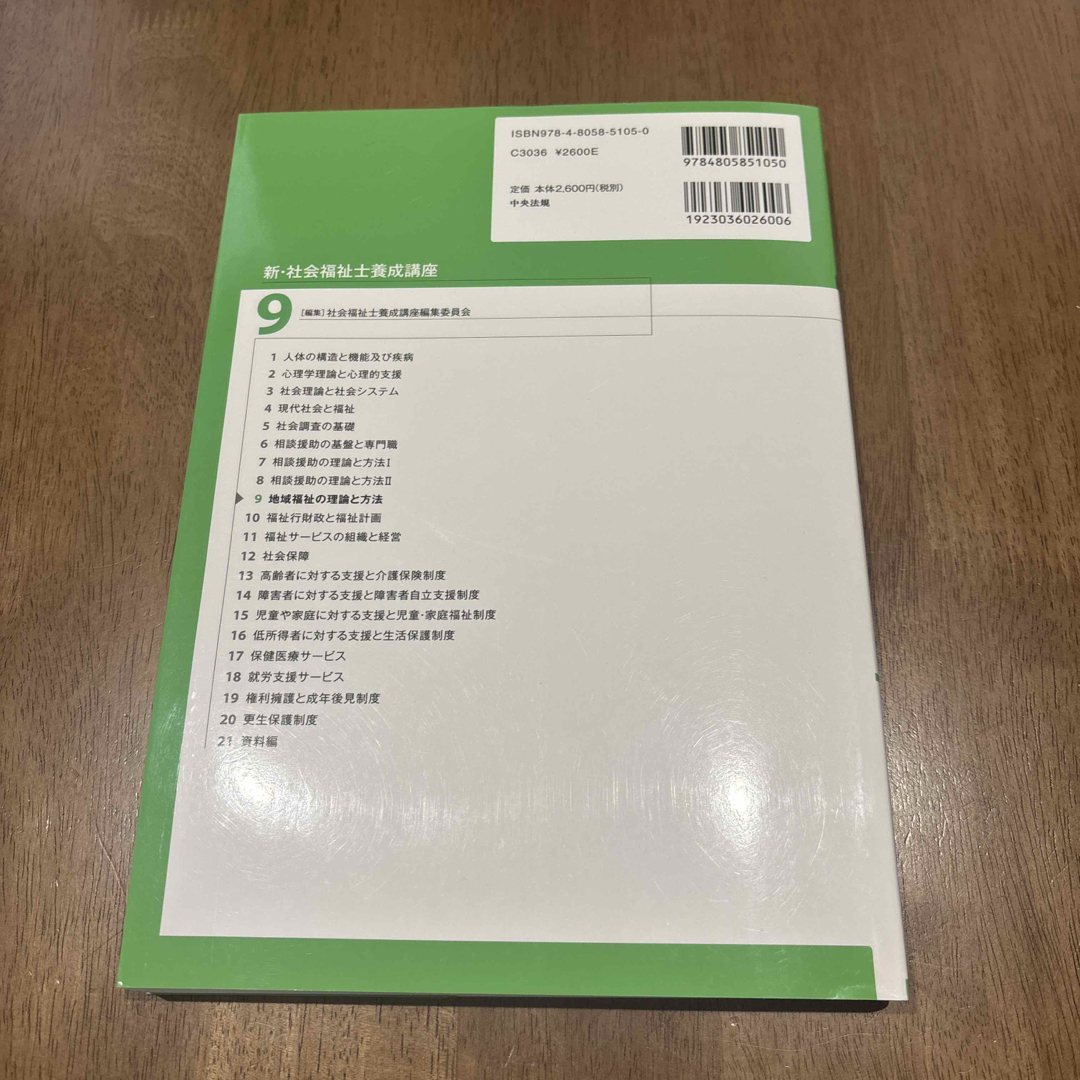 ISBN978-4-8058-5105-0
C3036 ¥2600E
9784805851050
定価 本体2,600円(税別)
中央法規
1923036026006
新・社会福祉士養成講座
9
[編集]社会福祉士養成講座編集委員会
1 人体の構造と機能及び疾病
2 心理学理論と心理的支援
3 社会理論と社会システム
4 現代社会と福祉
5 社会調査の基礎
6 相談援助の基盤と専門職
7 相談援助の理論と方法Ⅰ
8 相談援助の理論と方法Ⅱ
9 地域福祉の理論と方法
10 福祉行財政と福祉計画
11 福祉サービスの組織と経営
12 社会保障
13 高齢者に対する支援と介護保険制度
14 障害者に対する支援と障害者自立支援制度
15 児童や家庭に対する支援と児童・家庭福祉制度
16 低所得者に対する支援と生活保護制度
17 保健医療サービス
18 就労支援サービス
19 権利擁護と成年後見制度
20 更生保護制度
21 資料編